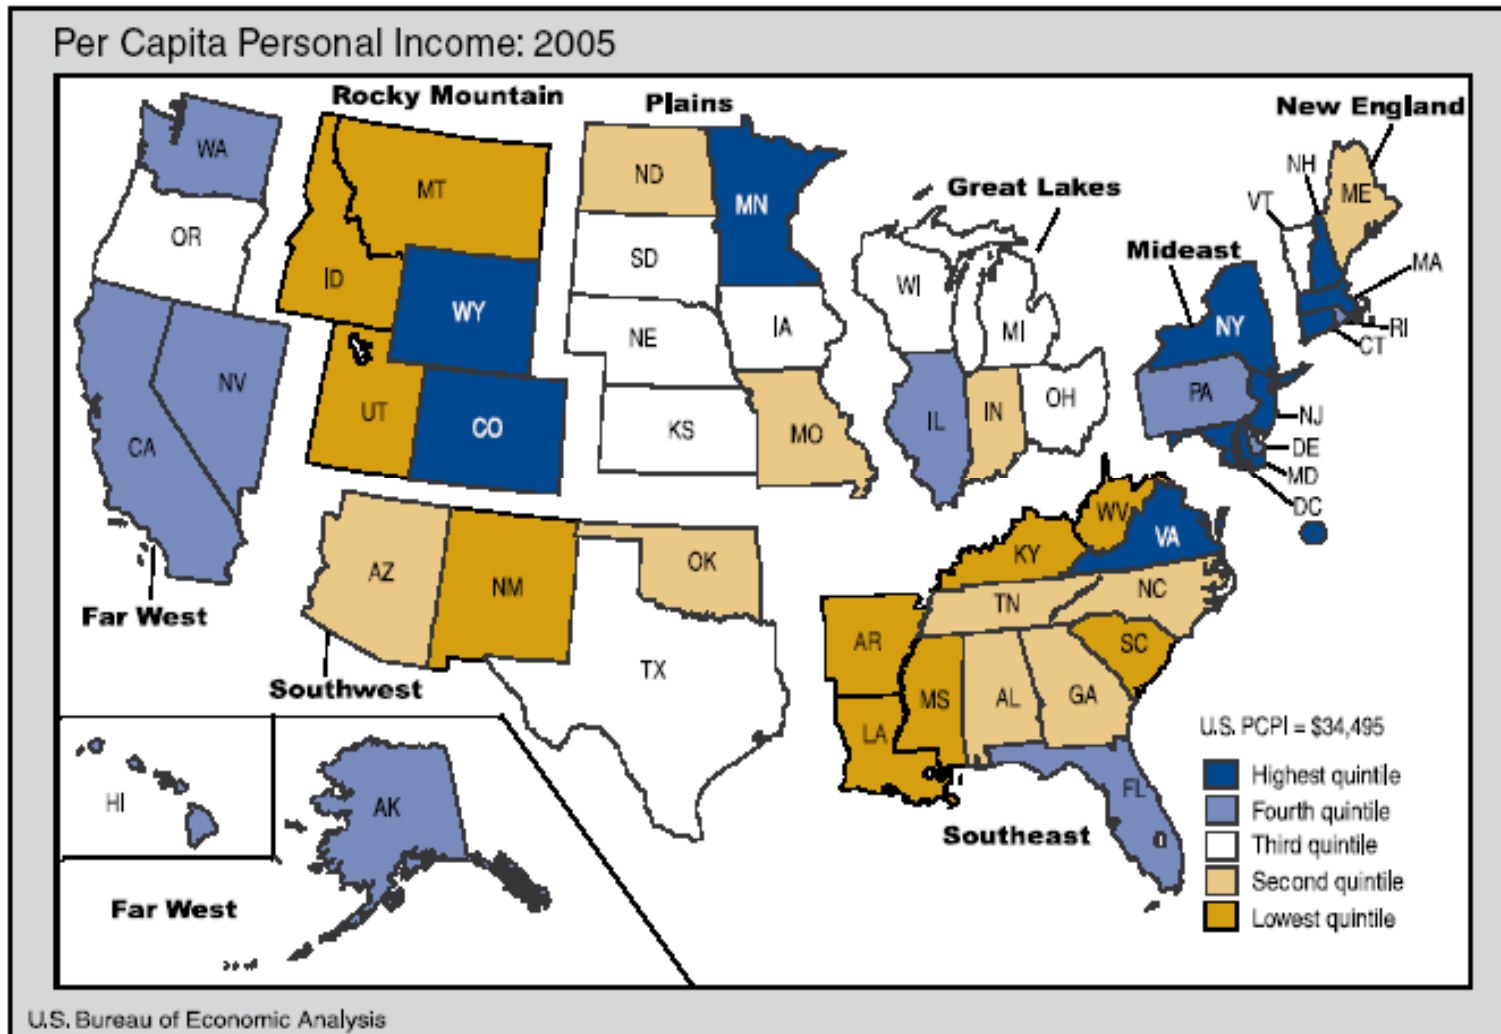 Per Capita Personal Income: 2005
Rocky Mountain
Plains
New England
WA
MT
ND
MN
Great Lakes
NH
ME
VT
OR
ID
SD
WI
Mideast
MA
WY
NE
IA
MI
NY
RI
CT
NV
UT
CO
KS
MO
IL
IN
OH
PA
NJ
CA
DE
MD
DC
AZ
NM
OK
KY
WV
VA
Far West
TN
NC
Southwest
TX
AR
MS
AL
GA
SC
LA
HI
AK
FL
Southeast
Far West
U.S. PCPI = $34,495
Highest quintile
Fourth quintile
Third quintile
Second quintile
Lowest quintile
U.S. Bureau of Economic Analysis